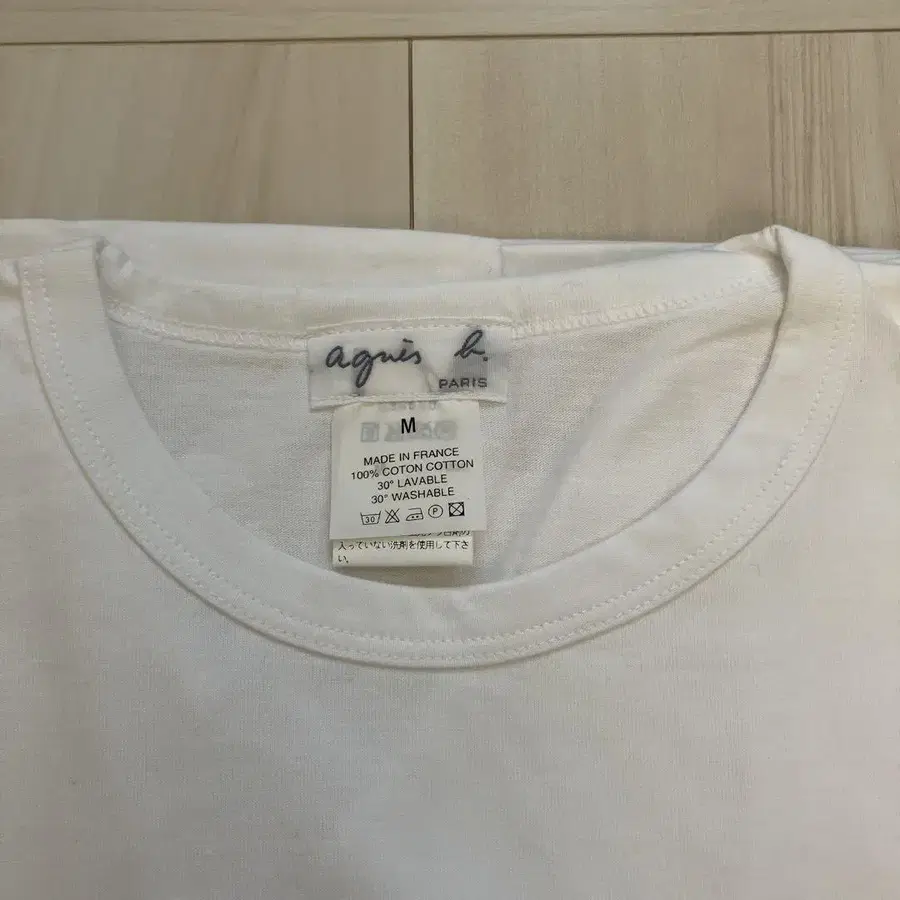 agnès b.
PARIS
M
MADE IN FRANCE
100% COTON COTTON
30° LAVABLE
30° WASHABLE
30 P
入っていない洗剤を使用して下さ
い。